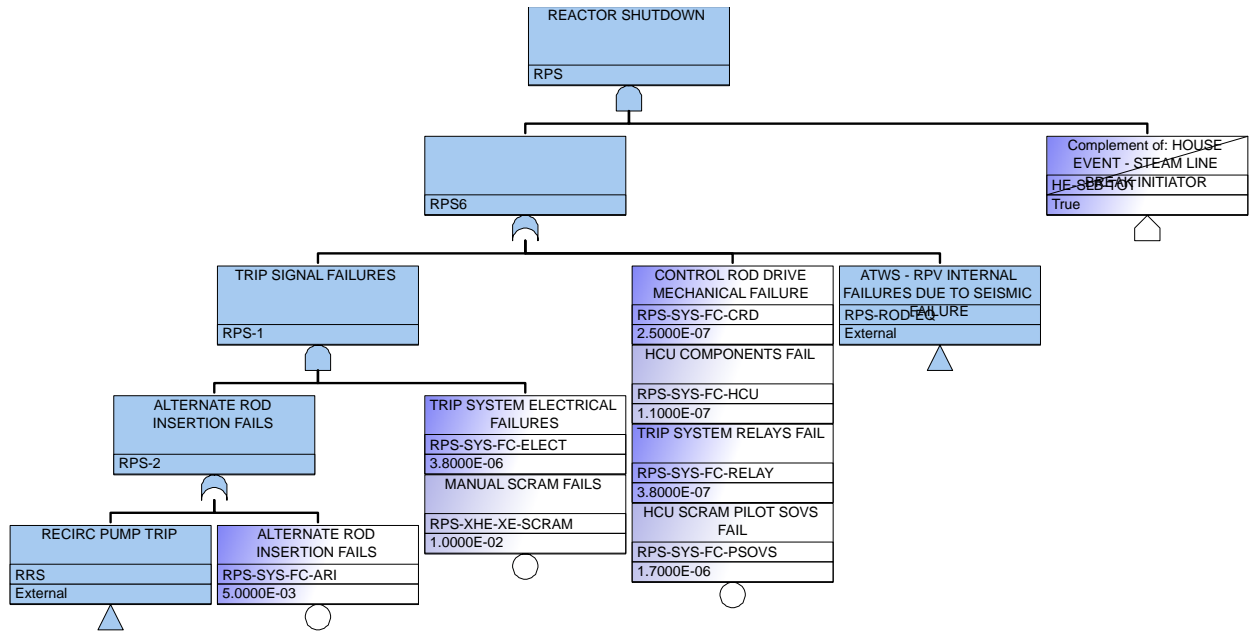 REACTOR SHUTDOWN
RPS
RPS6
Complement of: HOUSE
EVENT - STEAM LINE
BREAK INITIATOR
HE-SLB-TOT
True
TRIP SIGNAL FAILURES
RPS-1
CONTROL ROD DRIVE
MECHANICAL FAILURE
RPS-SYS-FC-CRD
2.5000E-07
HCU COMPONENTS FAIL
RPS-SYS-FC-HCU
1.1000E-07
TRIP SYSTEM RELAYS FAIL
RPS-SYS-FC-RELAY
3.8000E-07
HCU SCRAM PILOT SOVS
FAIL
RPS-SYS-FC-PSOVS
1.7000E-06
ATWS - RPV INTERNAL
FAILURES DUE TO SEISMIC
FAILURE
RPS-ROD-EQ
External
ALTERNATE ROD
INSERTION FAILS
RPS-2
TRIP SYSTEM ELECTRICAL
FAILURES
RPS-SYS-FC-ELECT
3.8000E-06
MANUAL SCRAM FAILS
RPS-XHE-XE-SCRAM
1.0000E-02
RECIRC PUMP TRIP
RRS
External
ALTERNATE ROD
INSERTION FAILS
RPS-SYS-FC-ARI
5.0000E-03